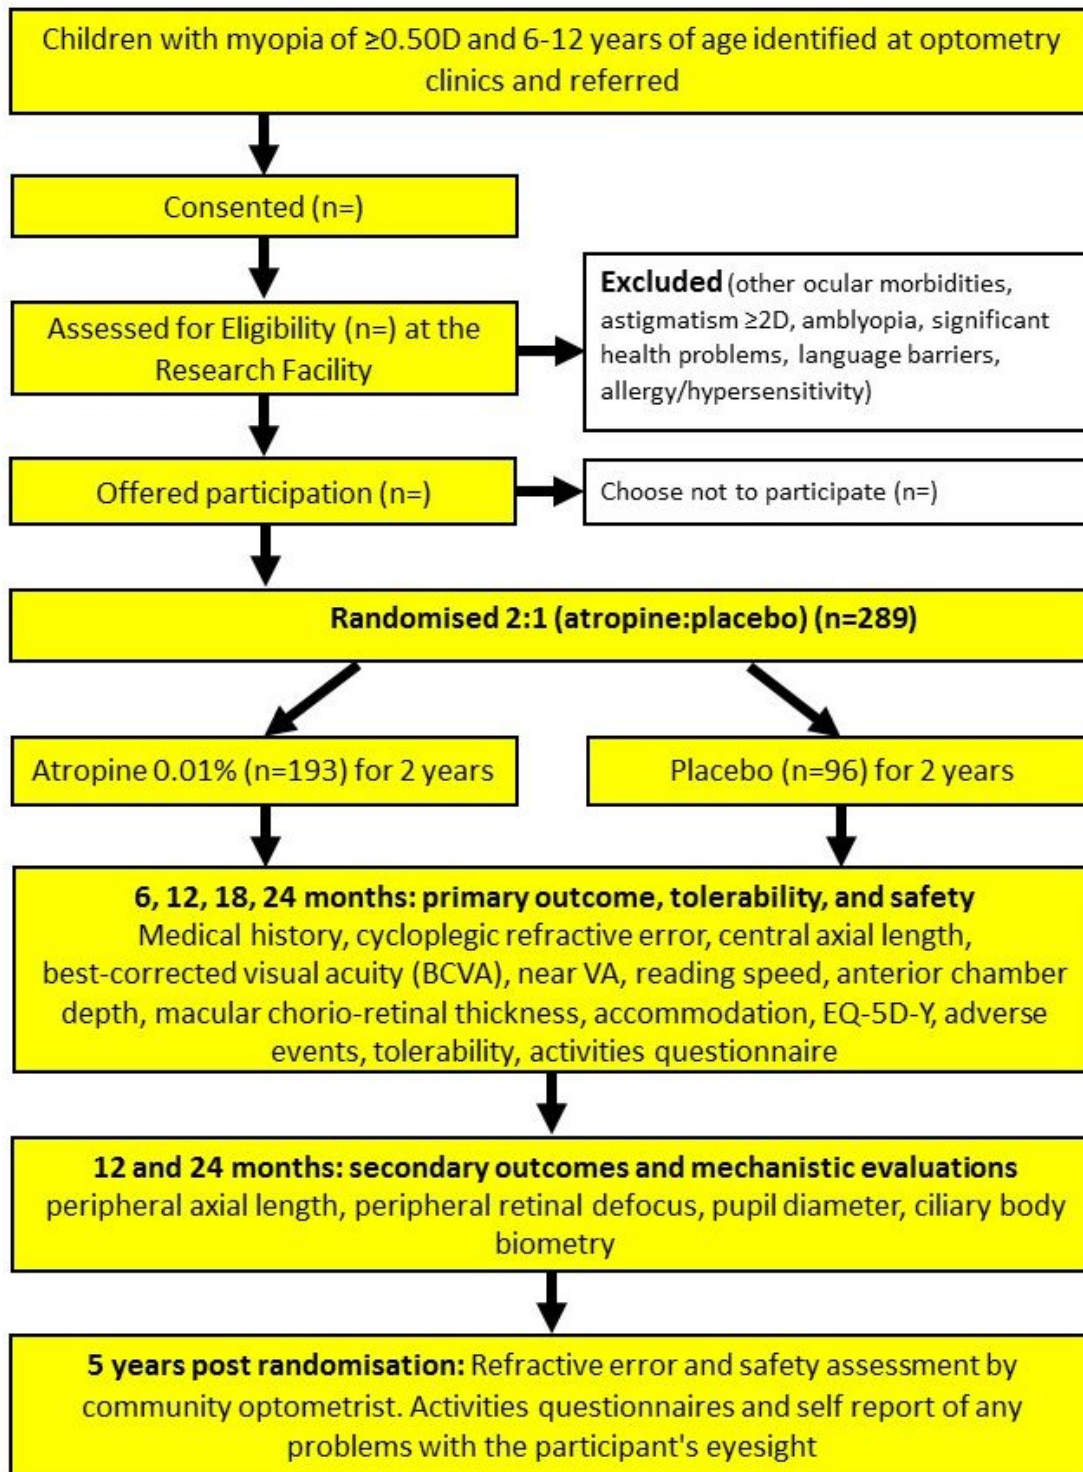 Children with myopia of ≥0.50D and 6-12 years of age identified at optometry
clinics and referred
Consented (n=)
Assessed for Eligibility (n=) at the
Research Facility
Excluded (other ocular morbidities,
astigmatism ≥2D, amblyopia, significant
health problems, language barriers,
allergy/hypersensitivity)
Offered participation (n=)
Choose not to participate (n=)
Randomised 2:1 (atropine:placebo) (n=289)
Atropine 0.01% (n=193) for 2 years
Placebo (n=96) for 2 years
6, 12, 18, 24 months: primary outcome, tolerability, and safety
Medical history, cycloplegic refractive error, central axial length,
best-corrected visual acuity (BCVA), near VA, reading speed, anterior chamber
depth, macular chorio-retinal thickness, accommodation, EQ-5D-Y, adverse
events, tolerability, activities questionnaire
12 and 24 months: secondary outcomes and mechanistic evaluations
peripheral axial length, peripheral retinal defocus, pupil diameter, ciliary body
biometry
5 years post randomisation: Refractive error and safety assessment by
community optometrist. Activities questionnaires and self report of any
problems with the participant's eyesight